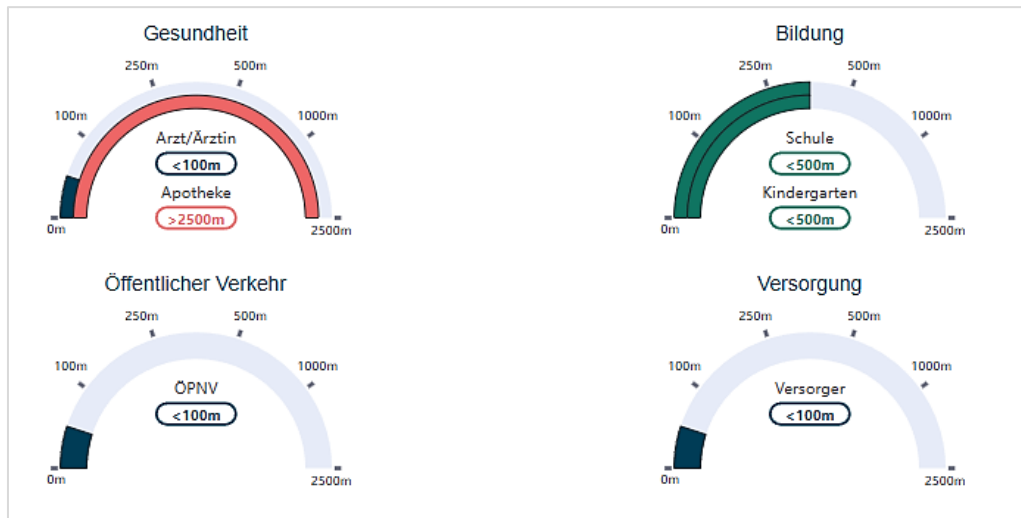 Gesundheit
250m
500m
100m
1000m
Arzt/Ärztin
<100m
Apotheke
>2500m
0m
2500m
Bildung
250m
500m
100m
1000m
Schule
<500m
Kindergarten
<500m
0m
2500m
Öffentlicher Verkehr
250m
500m
100m
1000m
ÖPNV
<100m
0m
2500m
Versorgung
250m
500m
100m
1000m
Versorger
<100m
0m
2500m